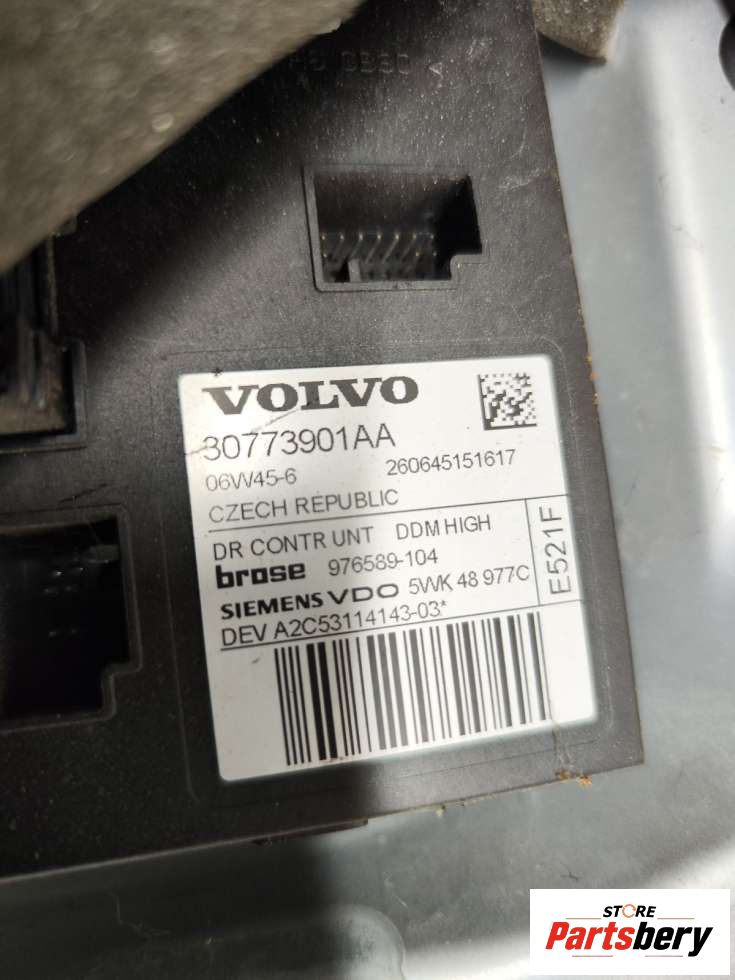 VOLVO
30773901AA
06W45-6 260645151617
CZECH REPUBLIC
DR CONTR UNT DDM HIGH
brose 976589-104
SIEMENS VDO 5WK 48 977C
DEV A2C53114143-03*
E521F
STORE
Partsbery